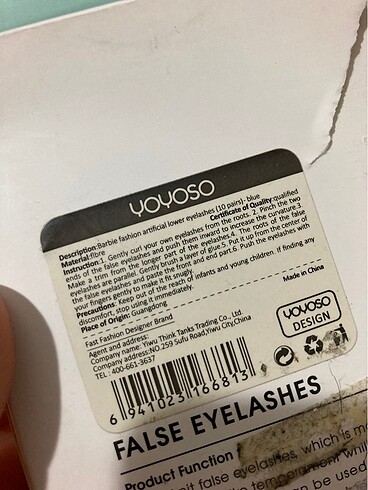 YOYOSO
Description:Barbie fashion artificial lower eyelashes (10 pairs)- blue
Material:fibre Certificate of Quality:qualified
Instruction:1. Gently curl your own eyelashes from the roots. 2. Pinch the two
ends of the false eyelashes and push them inward to increase the curvature.3.
Make a trim from the longer part of the eyelashes.4. The roots of the false
eyelashes are parallel. Gently brush a layer of glue.5. Put it up from the center of
the false eyelashes and paste the front and end part.6. Push the eyelashes with
your fingers gently to make it fit snugly.
Precautions: Keep out of the reach of infants and young children. If finding any
discomfort, stop using it immediately.
Place of Origin: Guangdong
Made in China
Fast Fashion Designer Brand
Agent and address:
Company name: Yiwu Think Tanks Trading Co., Ltd.
Company address:NO.259 Sufu Road,Yiwu City,China
TEL : 400-661-3637
YOYOSO
DESIGN
6 941023 166813
FALSE EYELASHES
Product Function
false eyelashes, which is
can be used